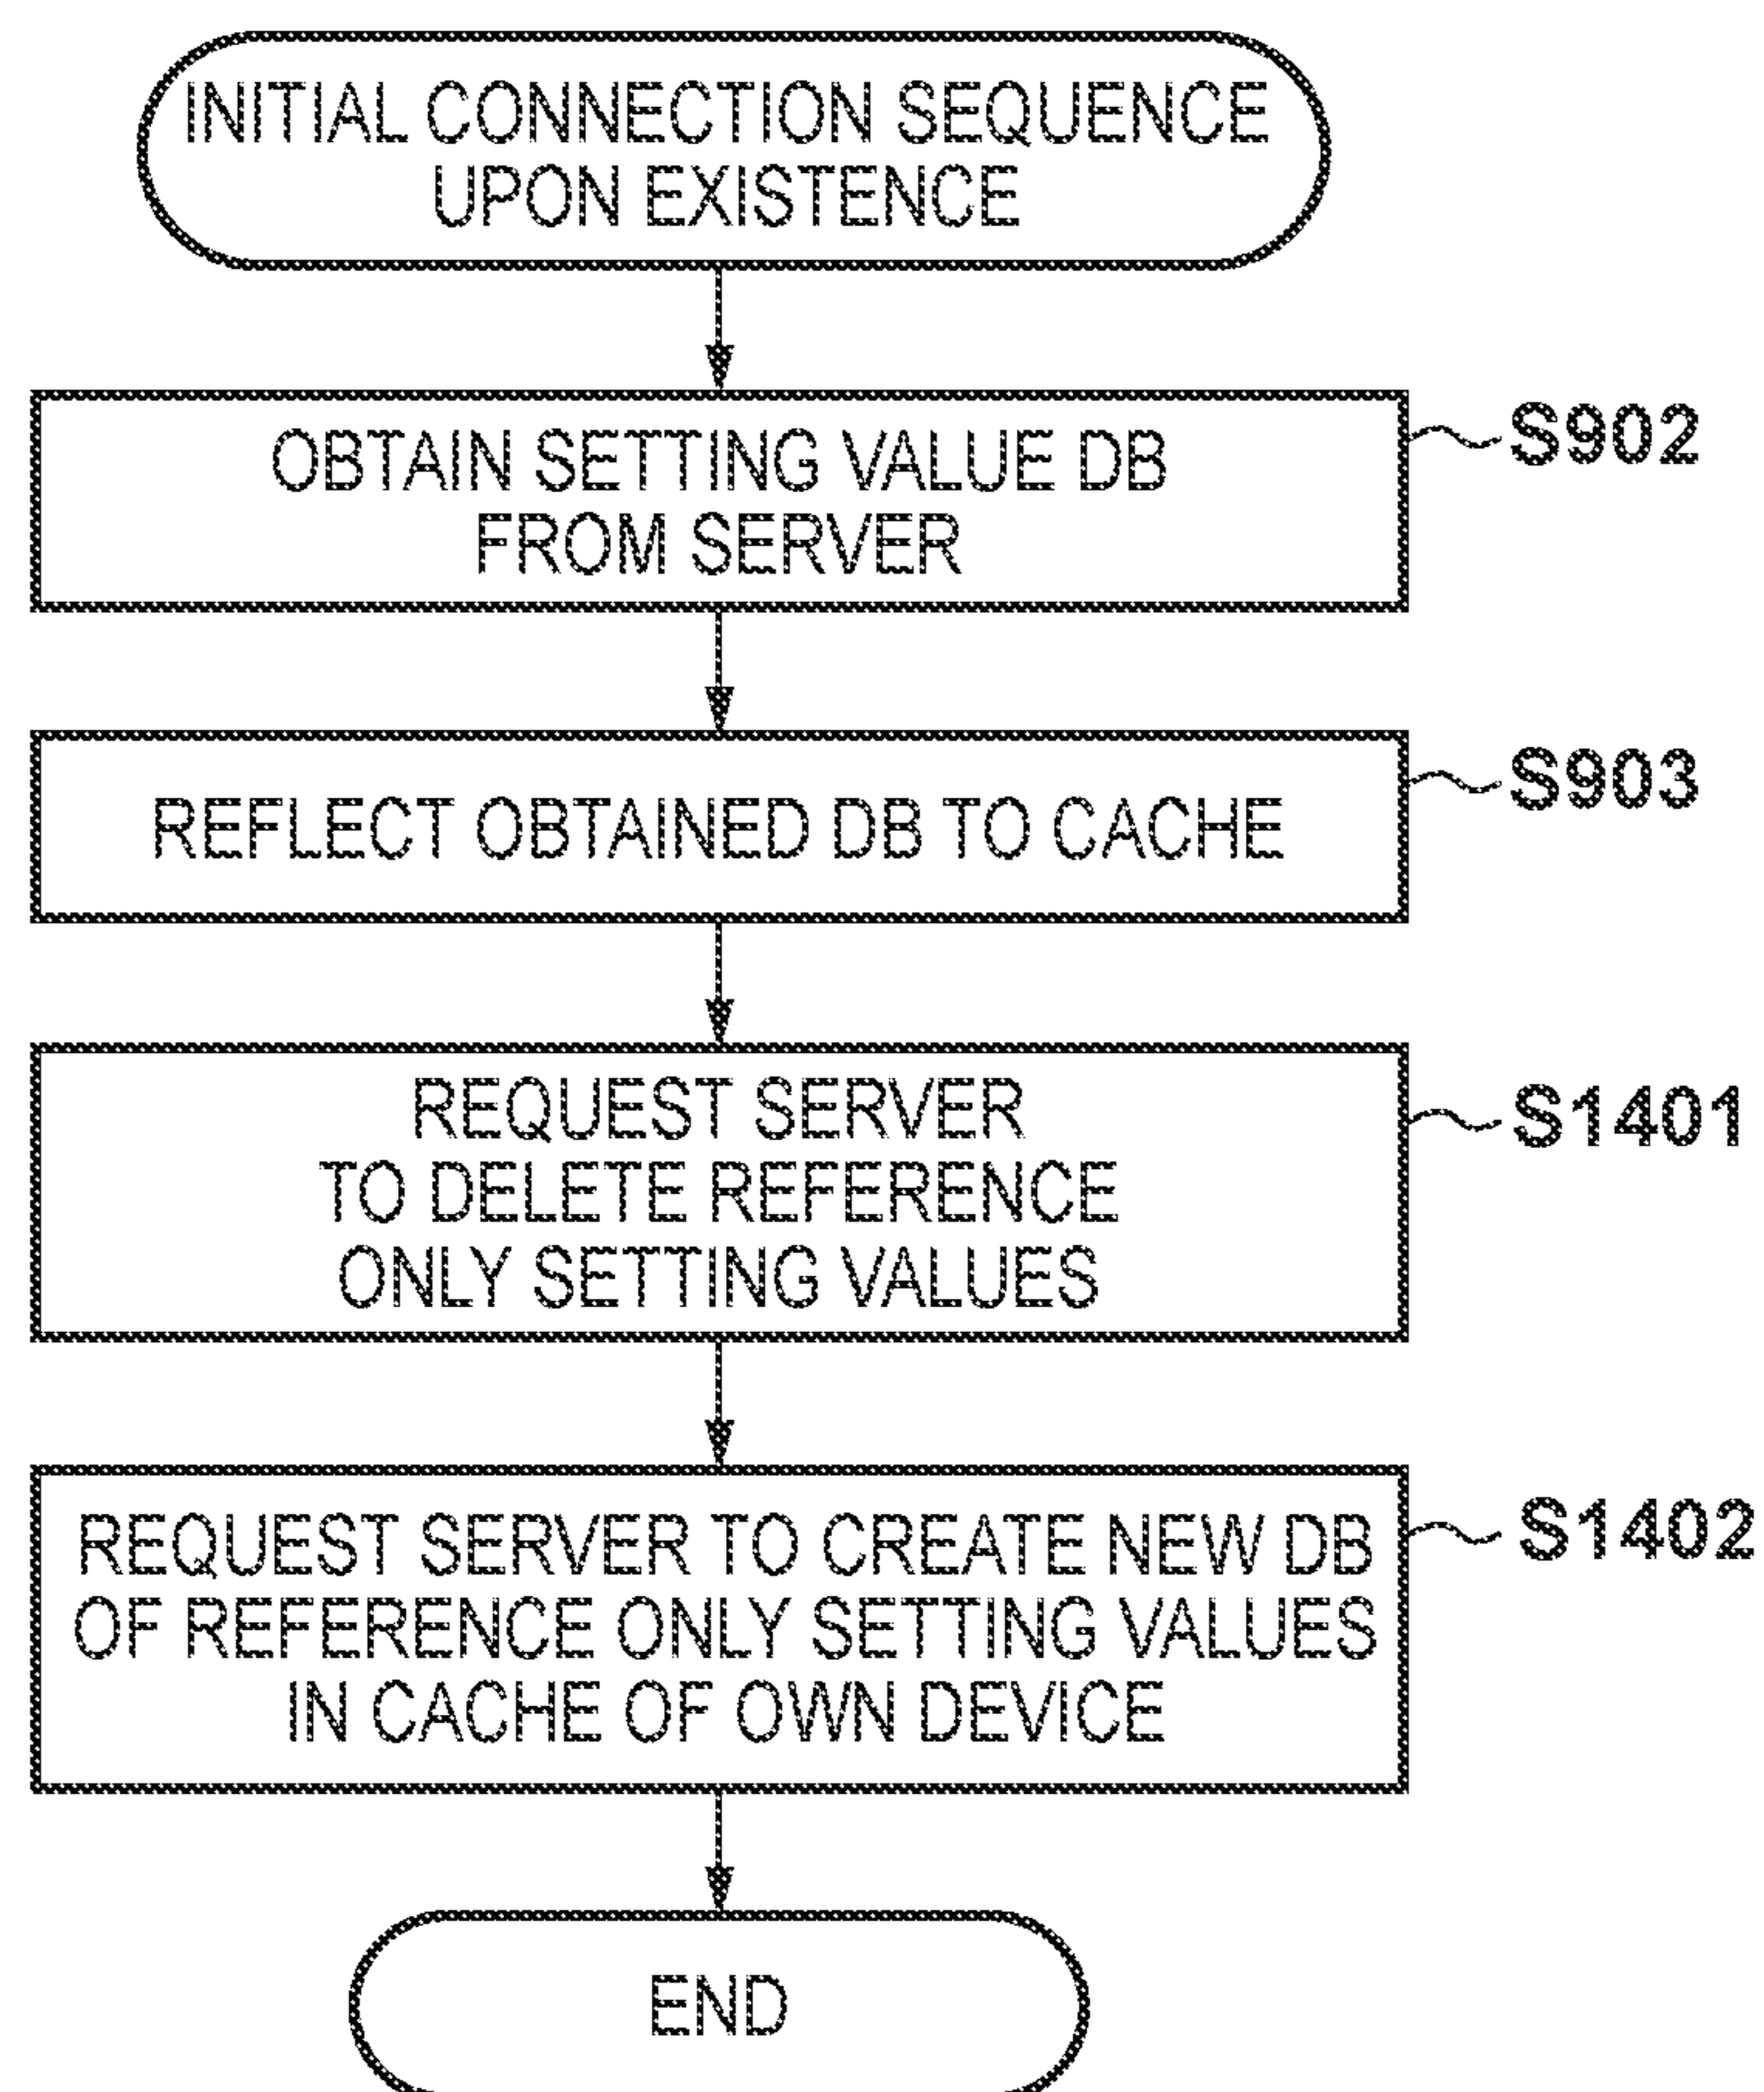 INITIAL CONNECTION SEQUENCE
UPON EXISTENCE
OBTAIN SETTING VALUE DB
FROM SERVER
S902
REFLECT OBTAINED DB TO CACHE
S903
REQUEST SERVER
TO DELETE REFERENCE
ONLY SETTING VALUES
S1401
REQUEST SERVER TO CREATE NEW DB
OF REFERENCE ONLY SETTING VALUES
IN CACHE OF OWN DEVICE
S1402
END